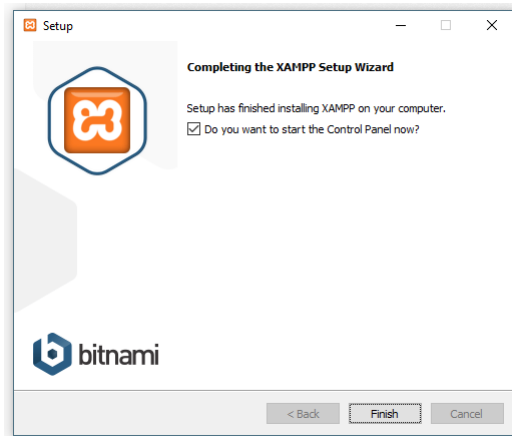 Setup
Completing the XAMPP Setup Wizard
Setup has finished installing XAMPP on your computer.
Do you want to start the Control Panel now?
bitnami
< Back
Finish
Cancel